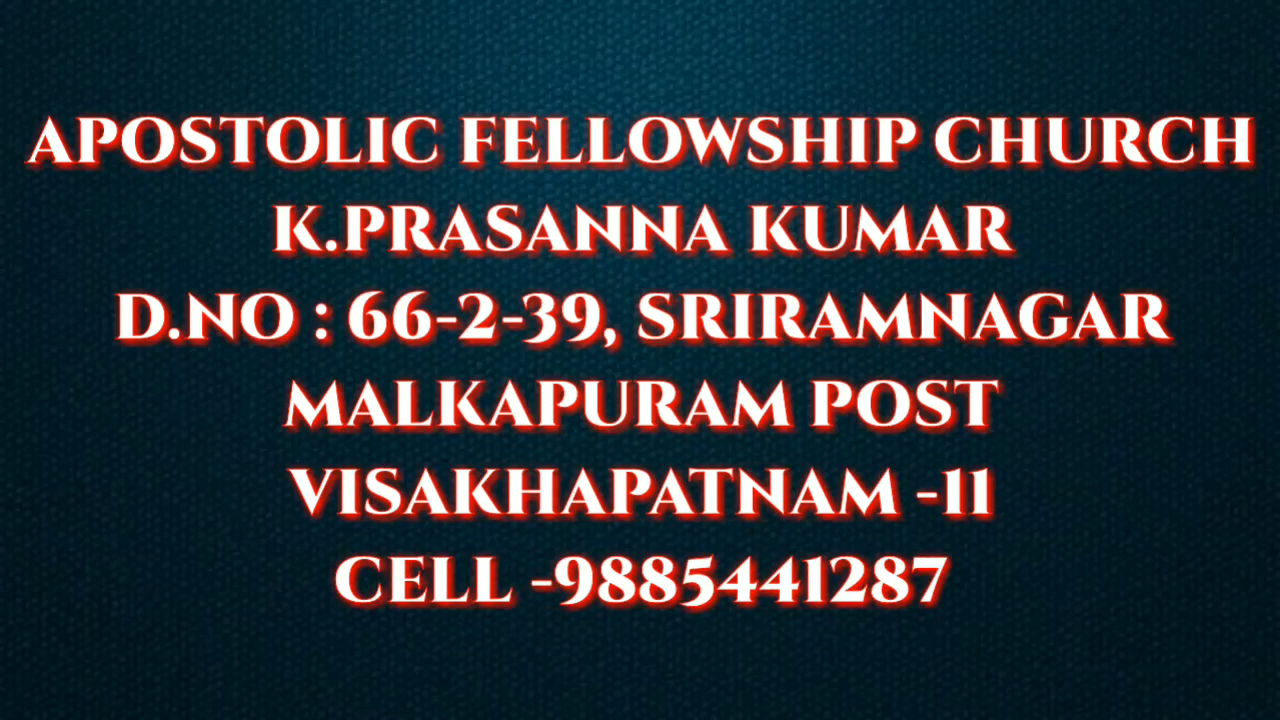 APOSTOLIC FELLOWSHIP CHURCH
K.PRASANNA KUMAR
D.NO : 66-2-39, SRIRAMNAGAR
MALKAPURAM POST
VISAKHAPATNAM -11
CELL -9885441287